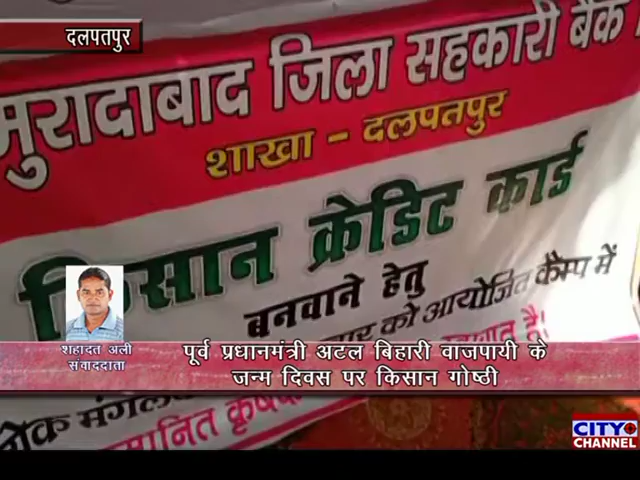 दलपतपुर
मुरादाबाद जिला सहकारी बैंक
शाखा - दलपतपुर
किसान क्रेडिट कार्ड
बनवाने हेतु
को आयोजित कैम्प में
है।
शहादत अली
संवाददाता
पूर्व प्रधानमंत्री अटल बिहारी वाजपायी के
जन्म दिवस पर किसान गोष्ठी
CITY
CHANNEL